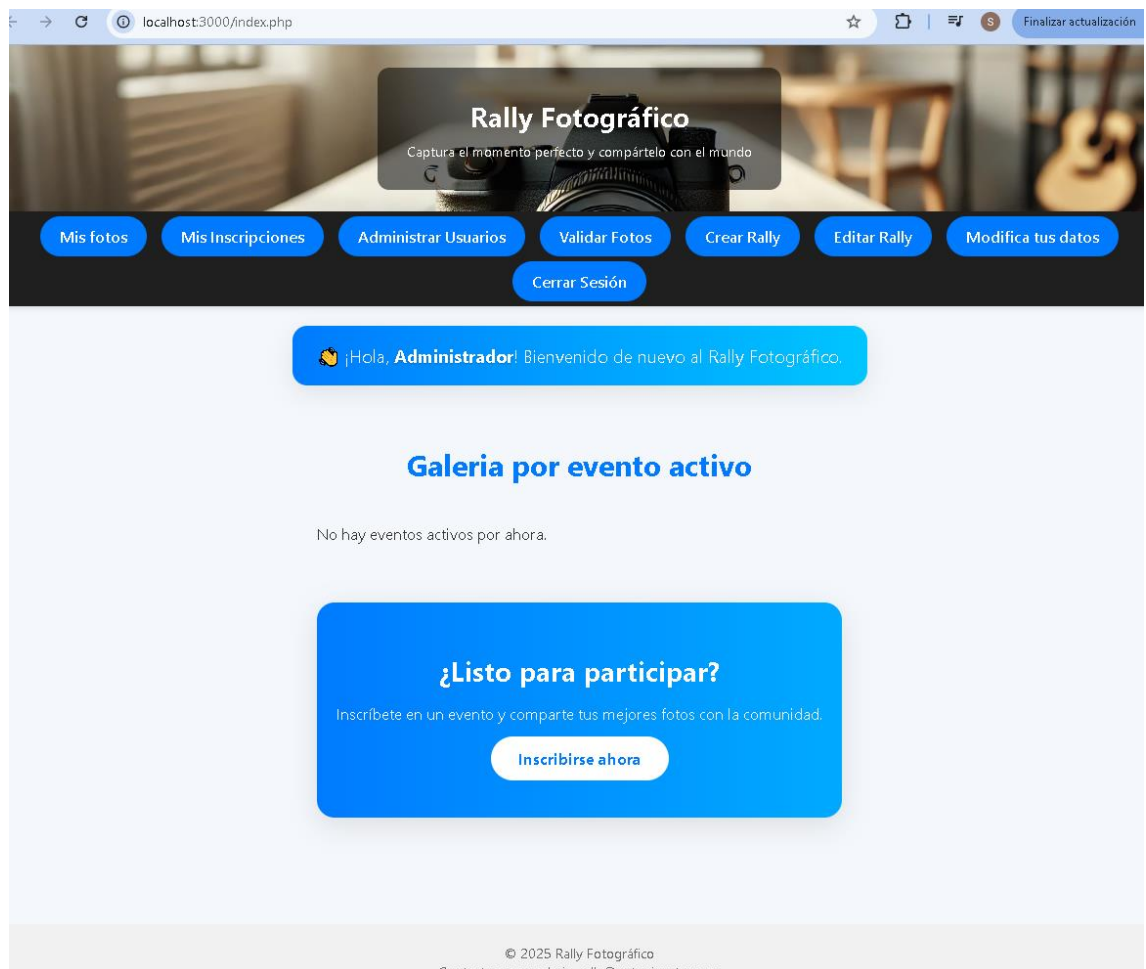 localhost:3000/index.php
S
Finalizar actualización
Rally Fotográfico
Captura el momento perfecto y compártelo con el mundo
Mis fotos Mis Inscripciones Administrar Usuarios Validar Fotos Crear Rally Editar Rally Modifica tus datos
Cerrar Sesión
¡Hola, Administrador! Bienvenido de nuevo al Rally Fotográfico.
Galeria por evento activo
No hay eventos activos por ahora.
¿Listo para participar?
Inscríbete en un evento y comparte tus mejores fotos con la comunidad.
Inscribirse ahora
© 2025 Rally Fotográfico